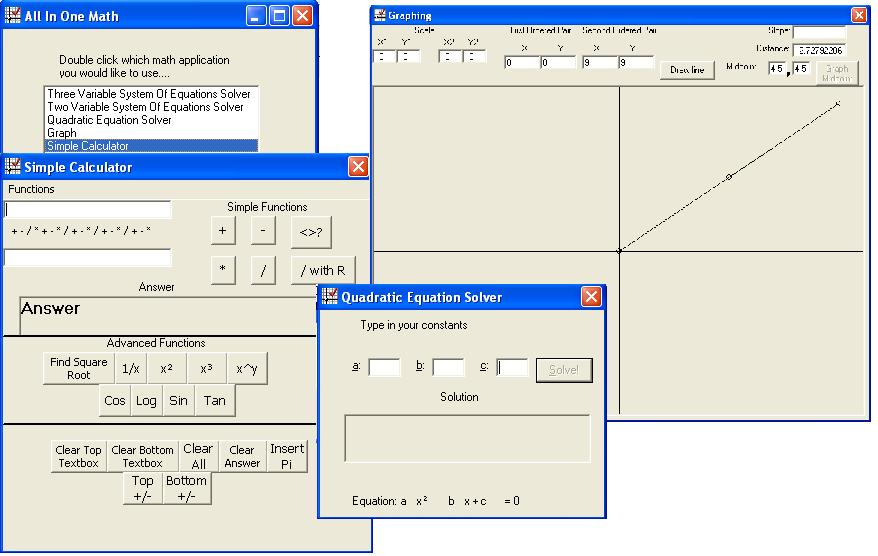 All In One Math
Double click which math application
you would like to use....
Three Variable System Of Equations Solver
Two Variable System Of Equations Solver
Quadratic Equation Solver
Graph
Simple Calculator
Graphing
Scale
X1 Y1 X2 Y2
First Ordered Pair Second Ordered Pair
X Y X Y
0 0 9 9
Draw line
Slope:
Distance:
Midpoint: 4.5 , 4.5
Graph
Midpoint
Simple Calculator
Functions
+ - / * + - * / + - * / + - * / + - *
Simple Functions
+ - <>?
* / / with R
Answer
Answer
Advanced Functions
Find Square
Root
1/x x² x³ x^y
Cos Log Sin Tan
Clear Top
Textbox
Clear Bottom
Textbox
Clear
All
Clear
Answer
Insert
Pi
Top
+/-
Bottom
+/-
Quadratic Equation Solver
Type in your constants
a: b: c: Solve!
Solution
Equation: a x² b x+c =0